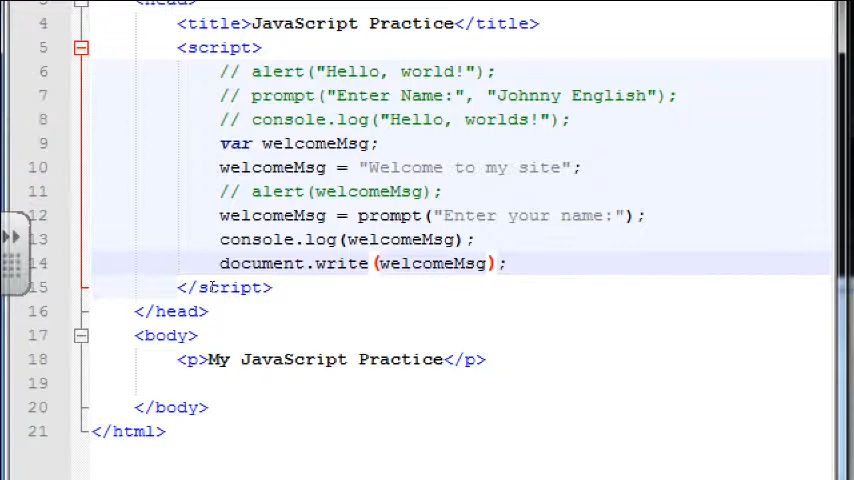 3 <head>
4 <title>JavaScript Practice</title>
5 <script>
6 // alert("Hello, world!");
7 // prompt("Enter Name:", "Johnny English");
8 // console.log("Hello, worlds!");
9 var welcomeMsg;
10 welcomeMsg = "Welcome to my site";
11 // alert(welcomeMsg);
12 welcomeMsg = prompt("Enter your name:");
13 console.log(welcomeMsg);
14 document.write(welcomeMsg);
15 </script>
16 </head>
17 <body>
18 <p>My JavaScript Practice</p>
19
20 </body>
21 </html>